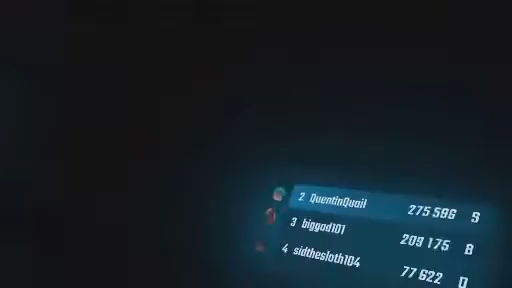 2 QuentinQuail 275 596 S
3 biggod101 209 175 B
4 sidthesloth104 77 622 D